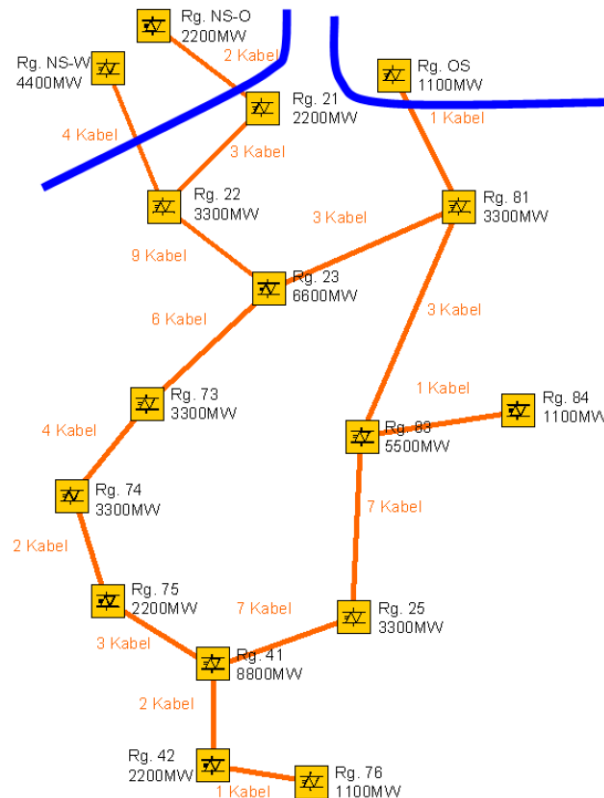 Rg. NS-O
2200MW
2 Kabel
Rg. NS-W
4400MW
Rg. OS
1100MW
Rg. 21
2200MW
1 Kabel
4 Kabel
3 Kabel
Rg. 22
3300MW
Rg. 81
3300MW
3 Kabel
9 Kabel
Rg. 23
6600MW
6 Kabel
3 Kabel
Rg. 73
3300MW
1 Kabel
Rg. 84
1100MW
4 Kabel
Rg. 83
5500MW
Rg. 74
3300MW
7 Kabel
2 Kabel
Rg. 75
2200MW
7 Kabel
Rg. 25
3300MW
3 Kabel
Rg. 41
8800MW
2 Kabel
Rg. 42
2200MW
Rg. 76
1100MW
1 Kabel